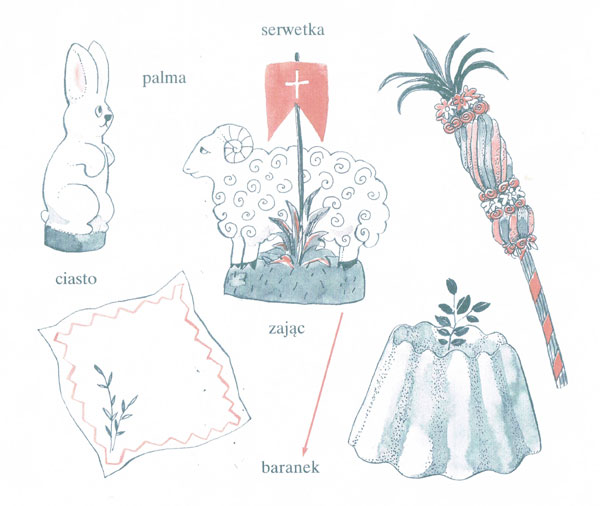 serwetka
palma
ciasto
zając
baranek